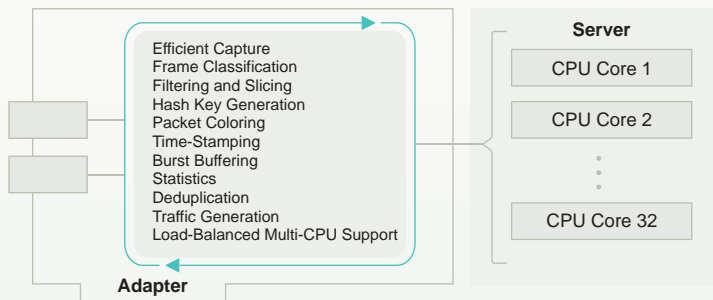 Efficient Capture
Frame Classification
Filtering and Slicing
Hash Key Generation
Packet Coloring
Time-Stamping
Burst Buffering
Statistics
Deduplication
Traffic Generation
Load-Balanced Multi-CPU Support
Adapter
Server
CPU Core 1
CPU Core 2
CPU Core 32